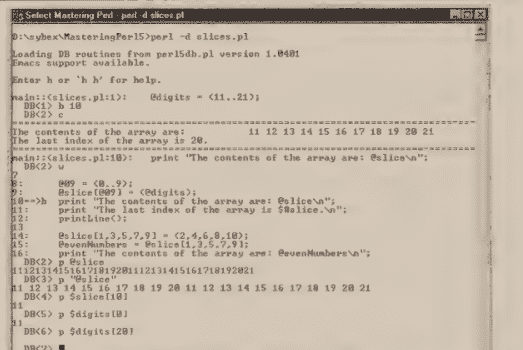 Select Mastering Perl - perl -d slices.pl
D:\sybex\MasteringPerl5>perl -d slices.pl
Loading DB routines from perl5db.pl version 1.0401
Emacs support available.
Enter h or `h h' for help.
main::(slices.pl:1):    @digits = (11..21);
DB<1> b 10
DB<2> c
================================================================================
The contents of the array are:          11 12 13 14 15 16 17 18 19 20 21
The last index of the array is 20.
================================================================================
main::(slices.pl:10):   print "The contents of the array are: @slice\n";
DB<2> w
7
8:      @09 = (0..9);
9:      @slice[@09] = (@digits);
10==>b  print "The contents of the array are: @slice\n";
11:     print "The last index of the array is $#slice.\n";
12:     printLine();
13
14:     @slice[1,3,5,7,9] = (2,4,6,8,10);
15:     @evenNumbers = @slice[1,3,5,7,9];
16:     print "The contents of the array are: @evenNumbers\n";
DB<2> p @slice
11121314151617181920112131415161718192021
DB<3> p "@slice"
11 12 13 14 15 16 17 18 19 20 11 12 13 14 15 16 17 18 19 20 21
DB<4> p $slice[10]
11
DB<5> p $digits[0]
11
DB<6> p $digits[20]
DB<7>